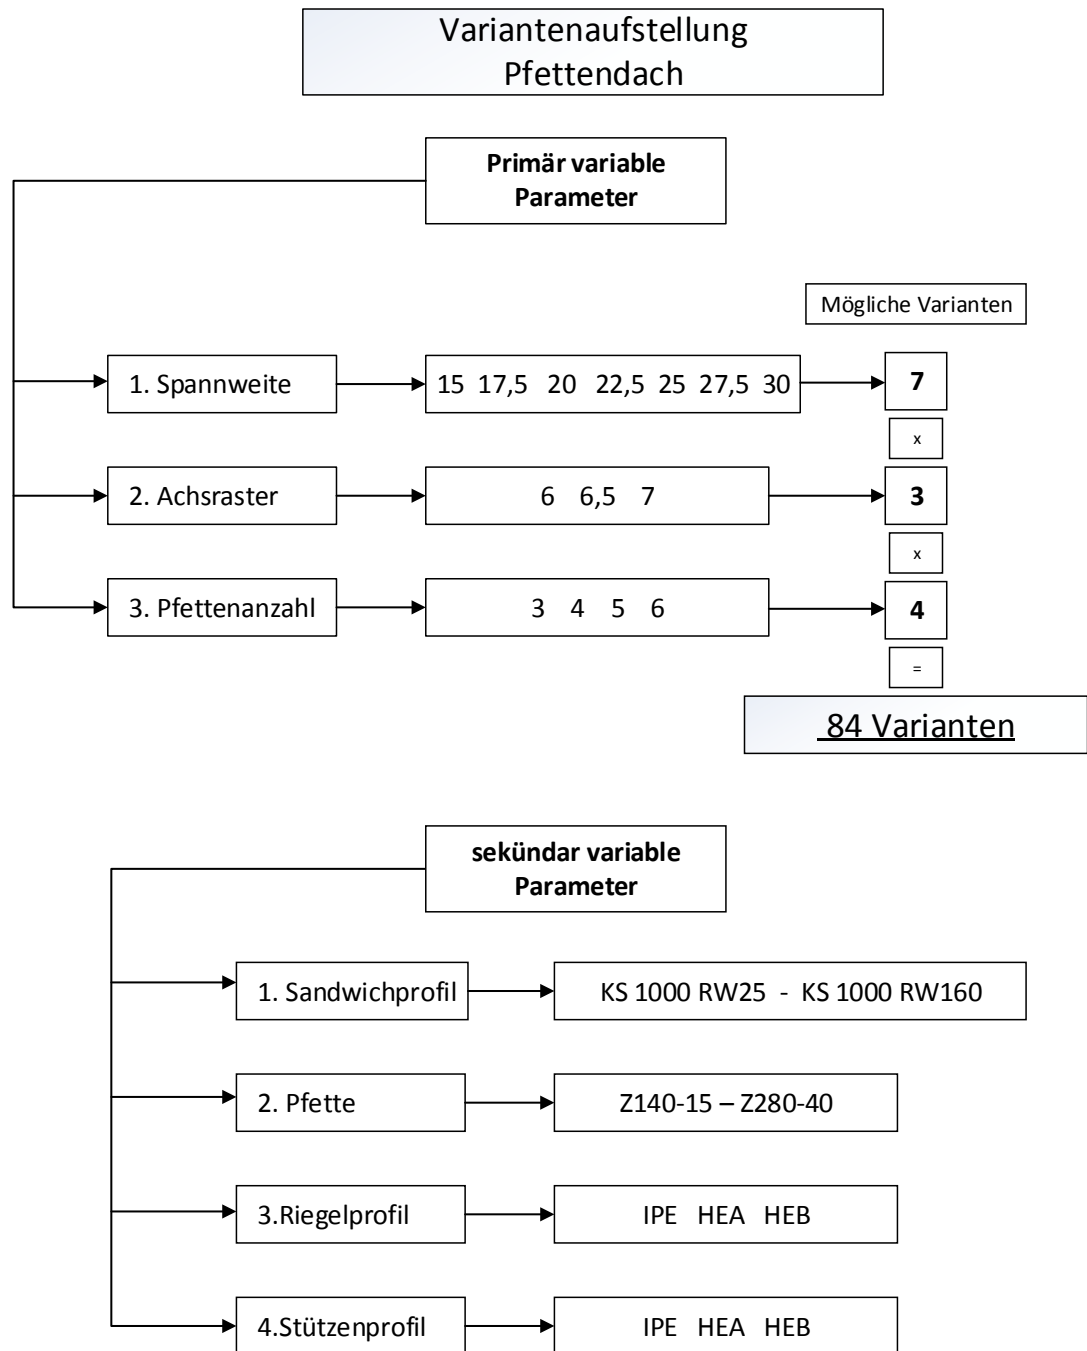 Variantenaufstellung
Pfettendach
Primär variable
Parameter
Mögliche Varianten
1. Spannweite
15 17,5 20 22,5 25 27,5 30
7
x
2. Achsraster
6 6,5 7
3
x
3. Pfettenanzahl
3 4 5 6
4
=
84 Varianten
sekündar variable
Parameter
1. Sandwichprofil
KS 1000 RW25 - KS 1000 RW160
2. Pfette
Z140-15 – Z280-40
3.Riegelprofil
IPE HEA HEB
4.Stützenprofil
IPE HEA HEB